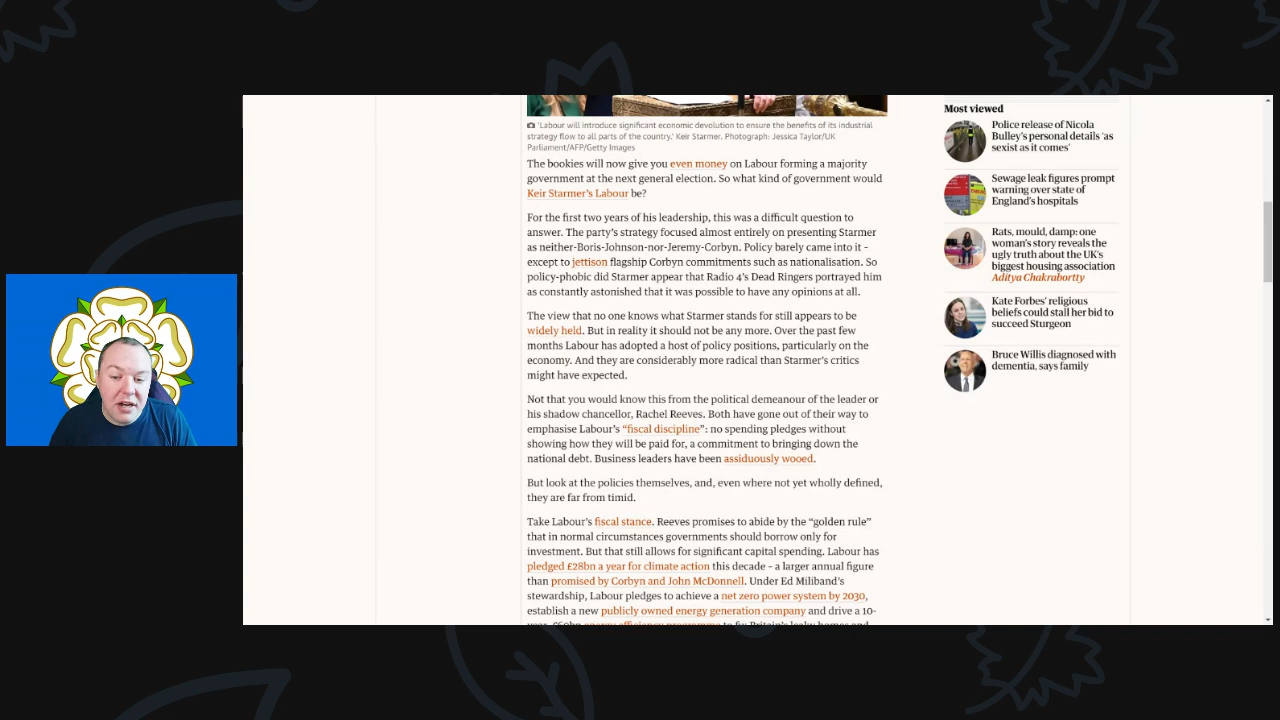 'Labour will introduce significant economic devolution to ensure the benefits of its industrial
strategy flow to all parts of the country.' Keir Starmer. Photograph: Jessica Taylor/UK
Parliament/AFP/Getty Images
The bookies will now give you even money on Labour forming a majority
government at the next general election. So what kind of government would
Keir Starmer's Labour be?
For the first two years of his leadership, this was a difficult question to
answer. The party's strategy focused almost entirely on presenting Starmer
as neither-Boris-Johnson-nor-Jeremy-Corbyn. Policy barely came into it –
except to jettison flagship Corbyn commitments such as nationalisation. So
policy-phobic did Starmer appear that Radio 4's Dead Ringers portrayed him
as constantly astonished that it was possible to have any opinions at all.
The view that no one knows what Starmer stands for still appears to be
widely held. But in reality it should not be any more. Over the past few
months Labour has adopted a host of policy positions, particularly on the
economy. And they are considerably more radical than Starmer's critics
might have expected.
Not that you would know this from the political demeanour of the leader or
his shadow chancellor, Rachel Reeves. Both have gone out of their way to
emphasise Labour's "fiscal discipline": no spending pledges without
showing how they will be paid for, a commitment to bringing down the
national debt. Business leaders have been assiduously wooed.
But look at the policies themselves, and, even where not yet wholly defined,
they are far from timid.
Take Labour's fiscal stance. Reeves promises to abide by the "golden rule"
that in normal circumstances governments should borrow only for
investment. But that still allows for significant capital spending. Labour has
pledged £28bn a year for climate action this decade – a larger annual figure
than promised by Corbyn and John McDonnell. Under Ed Miliband's
stewardship, Labour pledges to achieve a net zero power system by 2030,
establish a new publicly owned energy generation company and drive a 10-
year, £60bn energy efficiency programme to fix Britain's leaky homes and
Most viewed
Police release of Nicola
Bulley's personal details 'as
sexist as it comes'
Sewage leak figures prompt
warning over state of
England's hospitals
Rats, mould, damp: one
woman's story reveals the
ugly truth about the UK's
biggest housing association
Aditya Chakrabortty
Kate Forbes' religious
beliefs could stall her bid to
succeed Sturgeon
Bruce Willis diagnosed with
dementia, says family